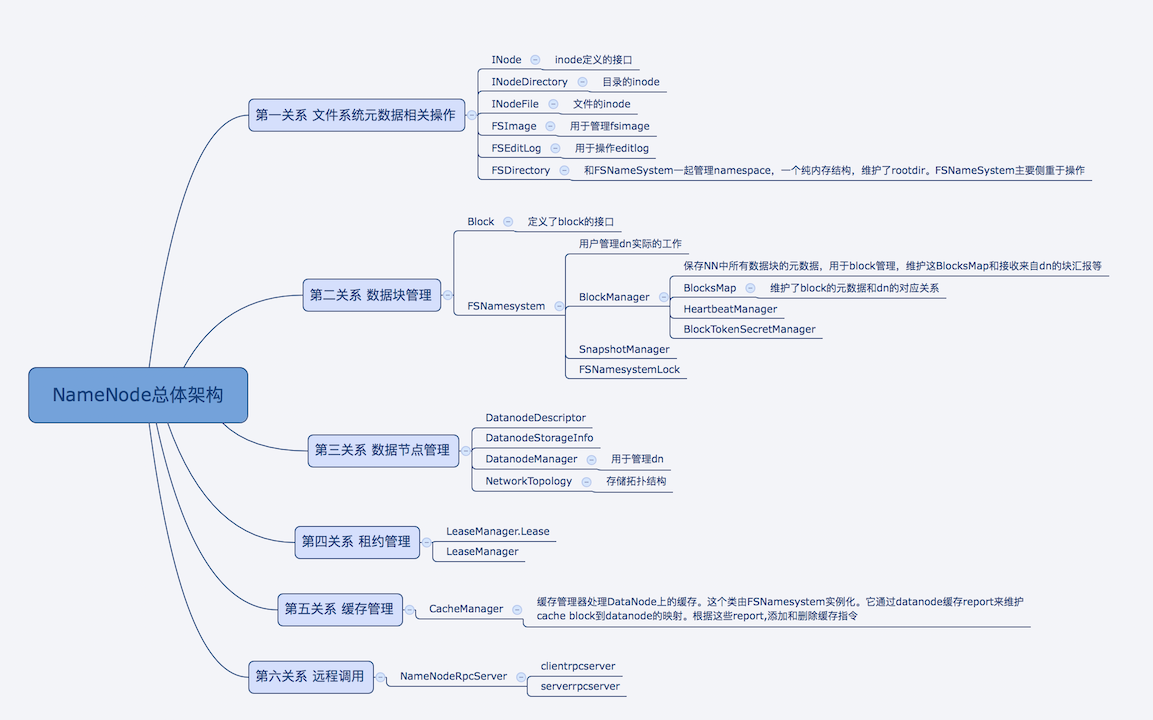 NameNode总体架构
第一关系 文件系统元数据相关操作
INode
inode定义的接口
INodeDirectory
目录的inode
INodeFile
文件的inode
FSImage
用于管理fsimage
FSEditLog
用于操作editlog
FSDirectory
和FSNameSystem一起管理namespace，一个纯内存结构，维护了rootdir。FSNameSystem主要侧重于操作
第二关系 数据块管理
Block
定义了block的接口
FSNamesystem
用户管理dn实际的工作
BlockManager
保存NN中所有数据块的元数据，用于block管理，维护这BlocksMap和接收来自dn的块汇报等
BlocksMap
维护了block的元数据和dn的对应关系
HeartbeatManager
BlockTokenSecretManager
SnapshotManager
FSNamesystemLock
第三关系 数据节点管理
DatanodeDescriptor
DatanodeStorageInfo
DatanodeManager
用于管理dn
NetworkTopology
存储拓扑结构
第四关系 租约管理
LeaseManager.Lease
LeaseManager
第五关系 缓存管理
CacheManager
缓存管理器处理DataNode上的缓存。这个类由FSNamesystem实例化。它通过datanode缓存report来维护
cache block到datanode的映射。根据这些report,添加和删除缓存指令
第六关系 远程调用
NameNodeRpcServer
clientrpcserver
serverrpcserver